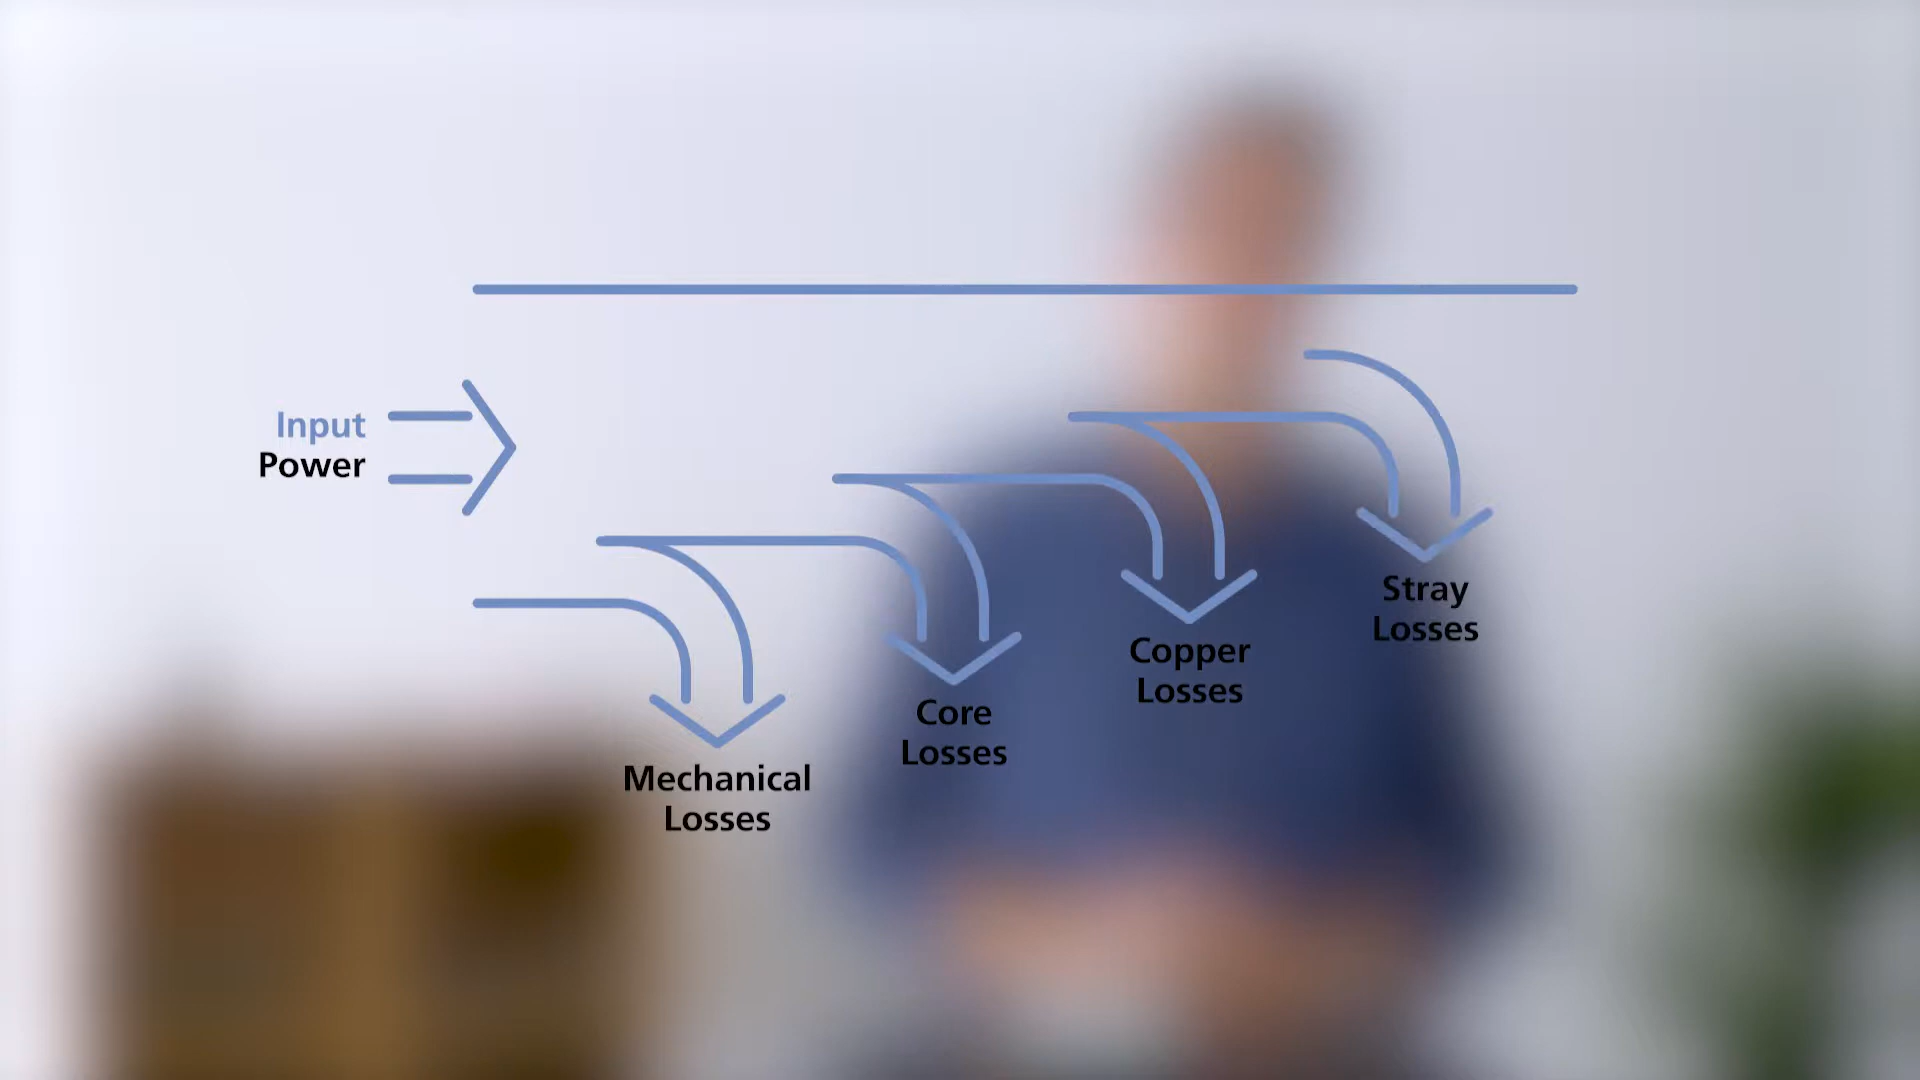 Input
Power
Mechanical
Losses
Core
Losses
Copper
Losses
Stray
Losses